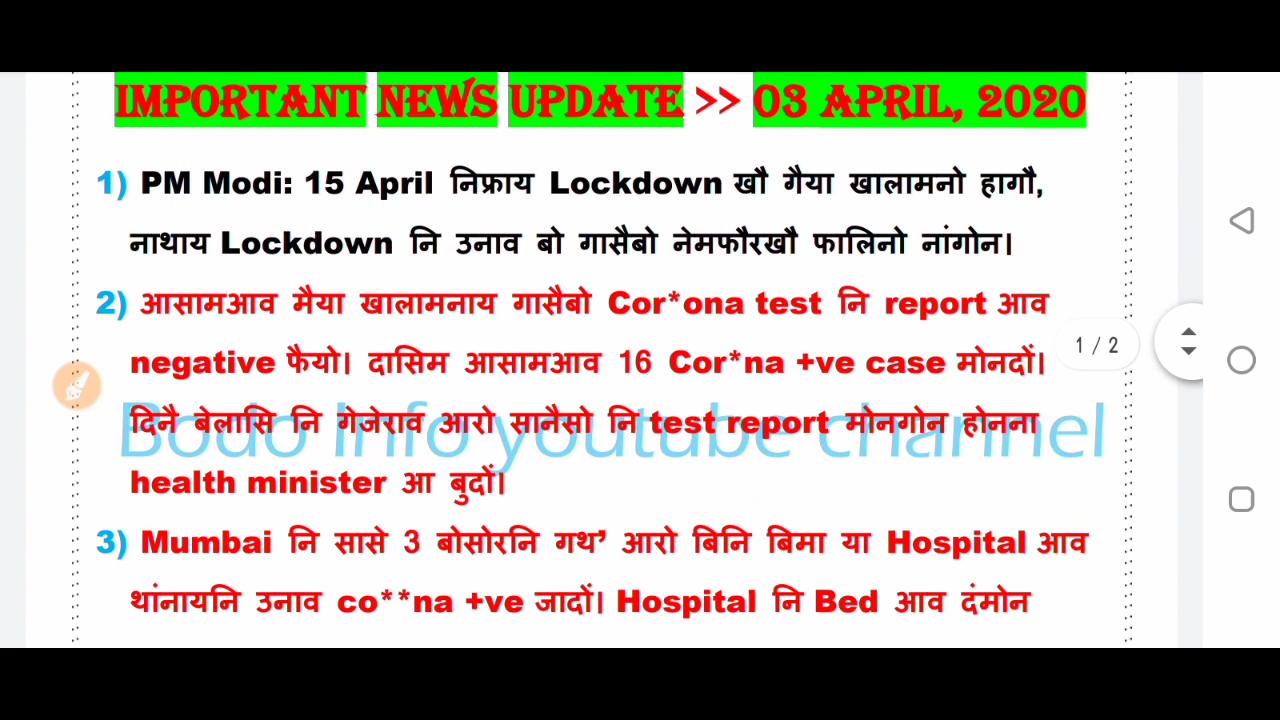 IMPORTANT NEWS UPDATE >> 03 APRIL, 2020
1) PM Modi: 15 April निफ्राय Lockdown खौ गैया खालामनो हागौ,
नाथाय Lockdown नि उनाव बो गासैबो नेमफौरखौ फालिनो नांगोन।
2) आसामआव मैया खालामनाय गासैबो Cor*ona test नि report आव
negative फैयो। दासिम आसामआव 16 Cor*na +ve case मोनदों।
1 / 2
दिनै बेलासि नि गेजेराव आरो सानैसो नि test report मोनगोन होनना
Bodo Info youtube channel
health minister आ बुदों।
3) Mumbai नि सासे 3 बोसोरनि गथ’ आरो बिनि बिमा या Hospital आव
थांनायनि उनाव co**na +ve जादों। Hospital नि Bed आव दंमोन